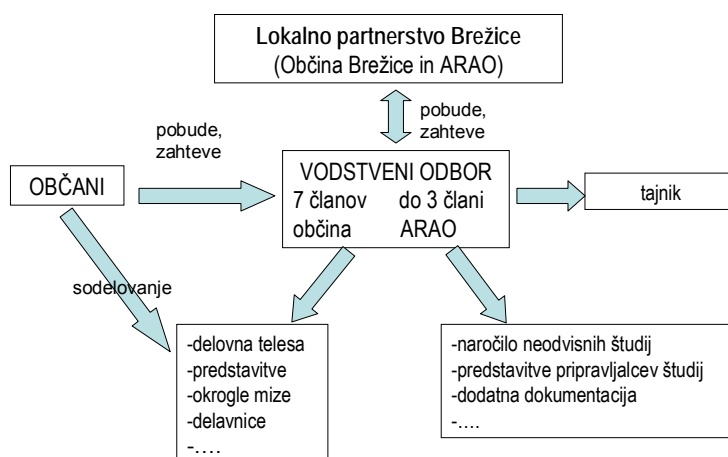 Lokalno partnerstvo Brežice
(Občina Brežice in ARAO)
pobude,
zahteve
pobude,
zahteve
OBČANI
VODSTVENI ODBOR
7 članov do 3 člani
občina ARAO
tajnik
sodelovanje
-delovna telesa
-predstavitve
-okrogle mize
-delavnice
-….
-naročilo neodvisnih študij
-predstavitve pripravljalcev študij
-dodatna dokumentacija
-….